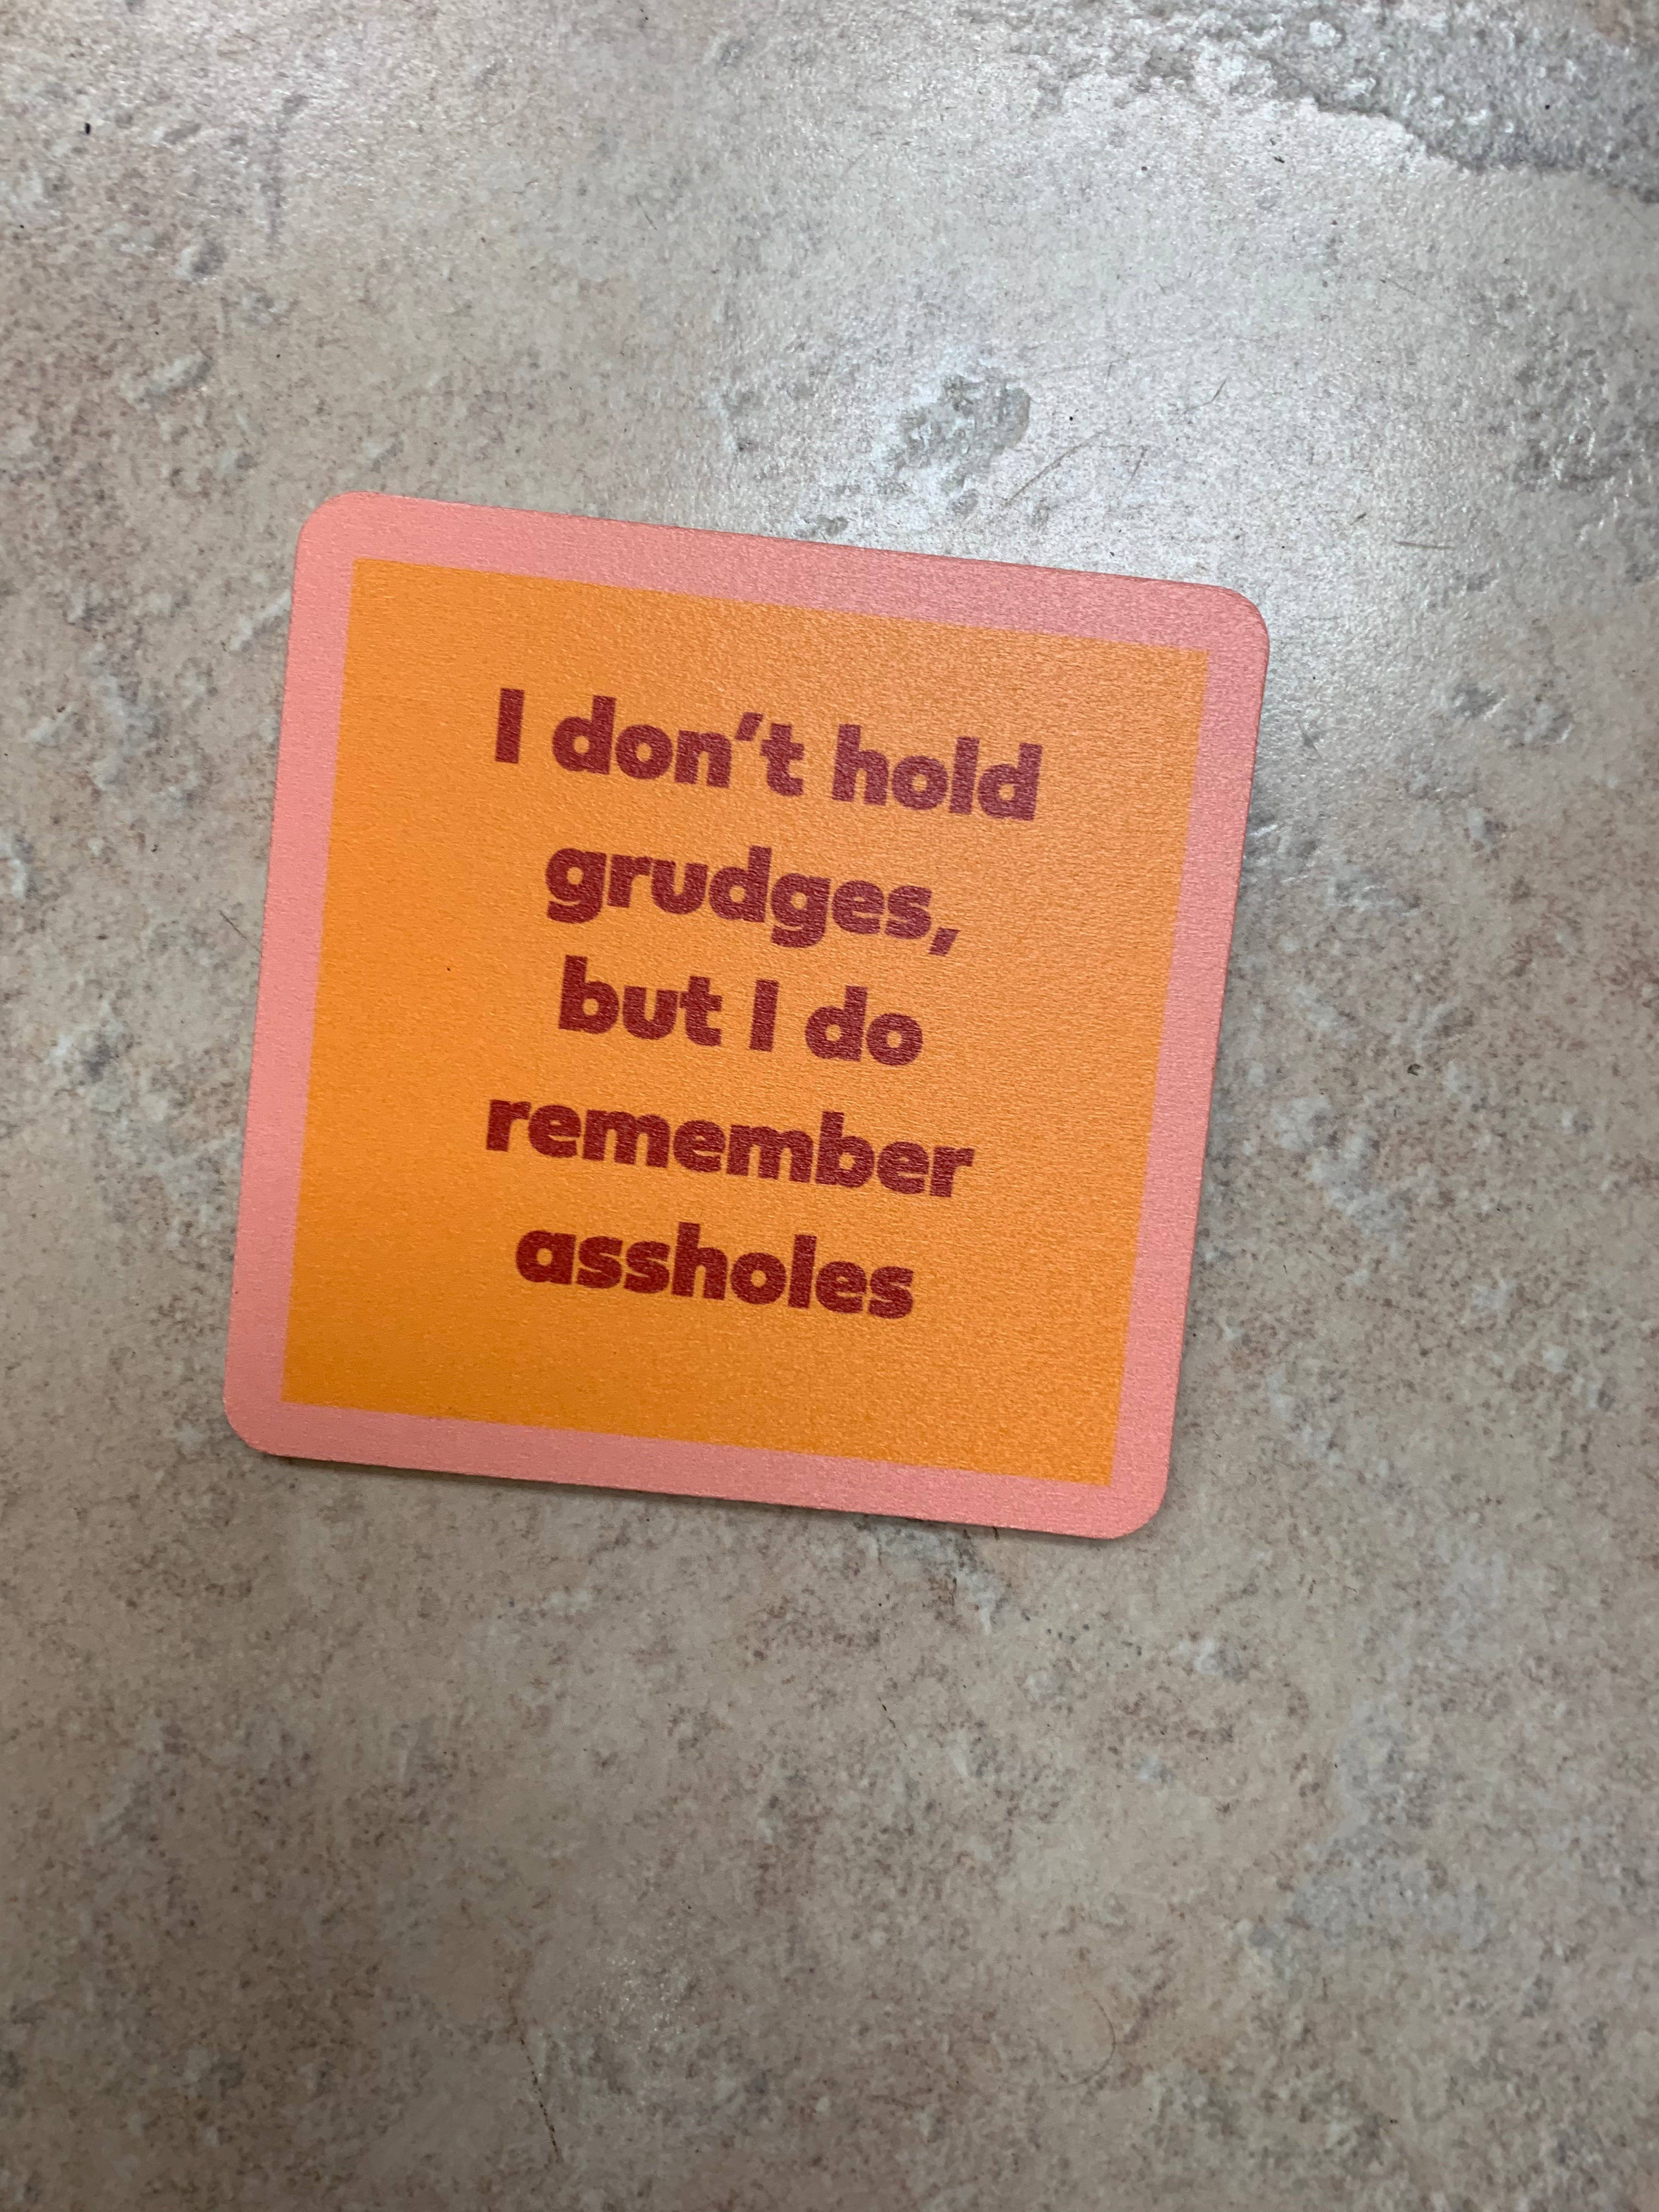 I don’t hold
grudges,
but I do
remember
assholes